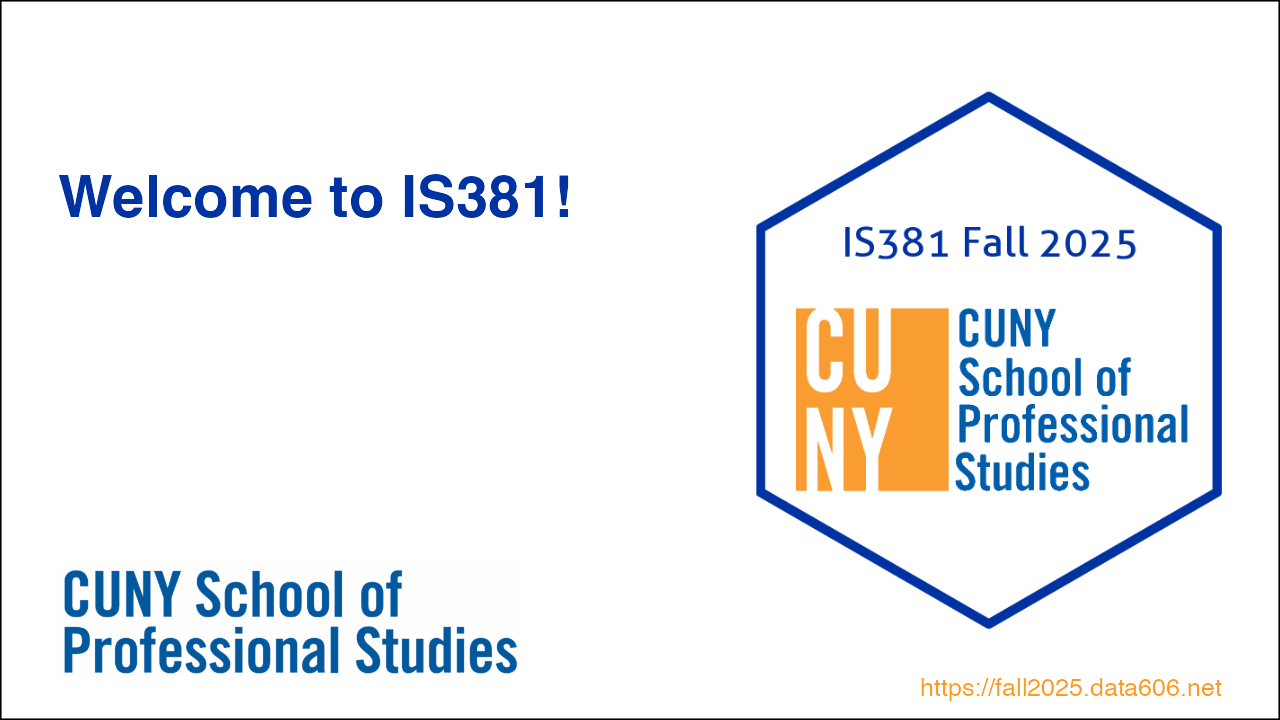 Welcome to IS381!
IS381 Fall 2025
CU
NY
CUNY
School of
Professional
Studies
CUNY School of
Professional Studies
https://fall2025.data606.net